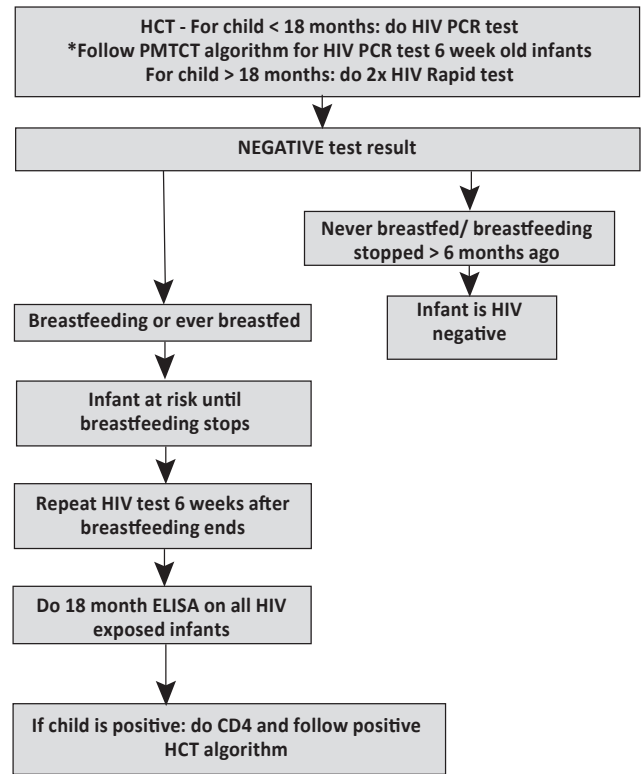 HCT - For child < 18 months: do HIV PCR test
*Follow PMTCT algorithm for HIV PCR test 6 week old infants
For child > 18 months: do 2x HIV Rapid test
NEGATIVE test result
Never breastfed/ breastfeeding
stopped > 6 months ago
Infant is HIV
negative
Breastfeeding or ever breastfed
Infant at risk until
breastfeeding stops
Repeat HIV test 6 weeks after
breastfeeding ends
Do 18 month ELISA on all HIV
exposed infants
If child is positive: do CD4 and follow positive
HCT algorithm